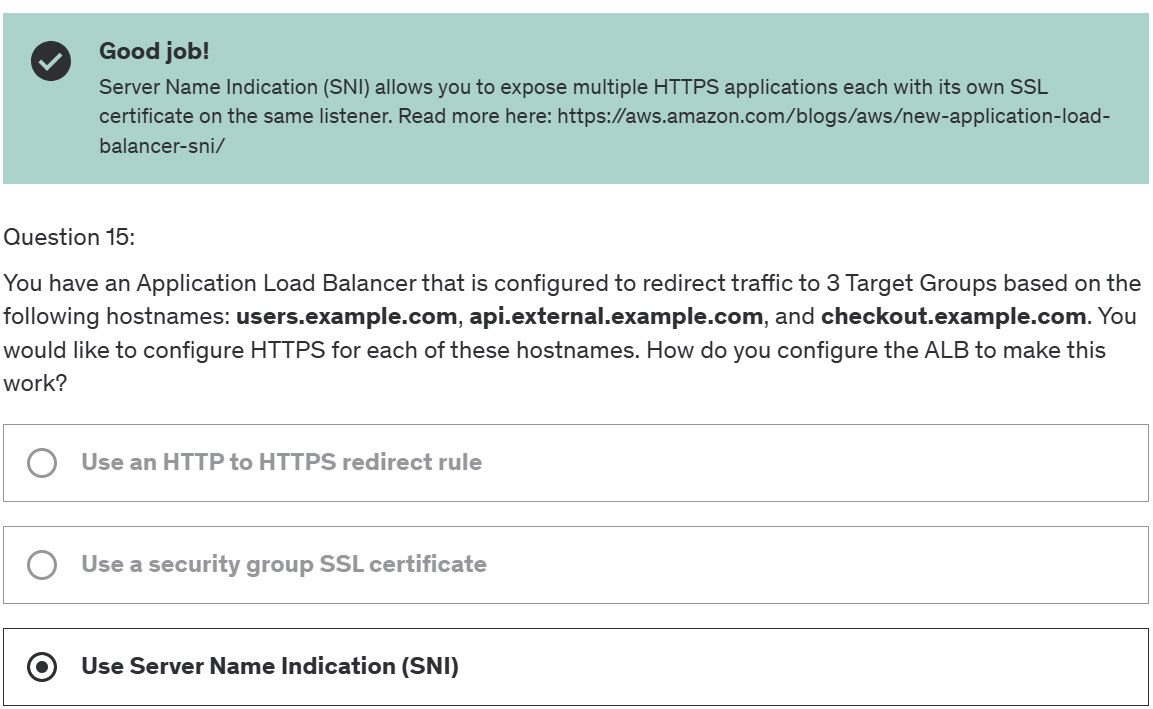 Good job!
Server Name Indication (SNI) allows you to expose multiple HTTPS applications each with its own SSL
certificate on the same listener. Read more here: https://aws.amazon.com/blogs/aws/new-application-load-
balancer-sni/
Question 15:
You have an Application Load Balancer that is configured to redirect traffic to 3 Target Groups based on the
following hostnames: users.example.com, api.external.example.com, and checkout.example.com. You
would like to configure HTTPS for each of these hostnames. How do you configure the ALB to make this
work?
Use an HTTP to HTTPS redirect rule
Use a security group SSL certificate
Use Server Name Indication (SNI)